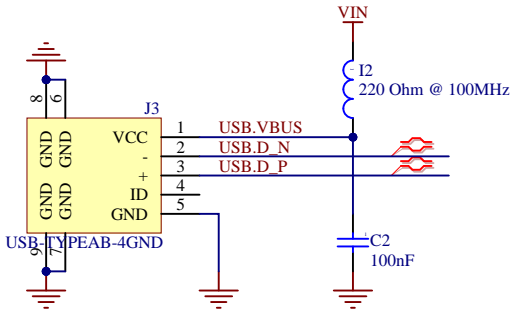 VIN
I2
220 Ohm @ 100MHz
8
6
J3
GND
GND
VCC
1
USB.VBUS
-
2
USB.D_N
+
3
USB.D_P
GND
GND
ID
4
GND
5
USB-TYPEAB-4GND
9
7
C2
100nF